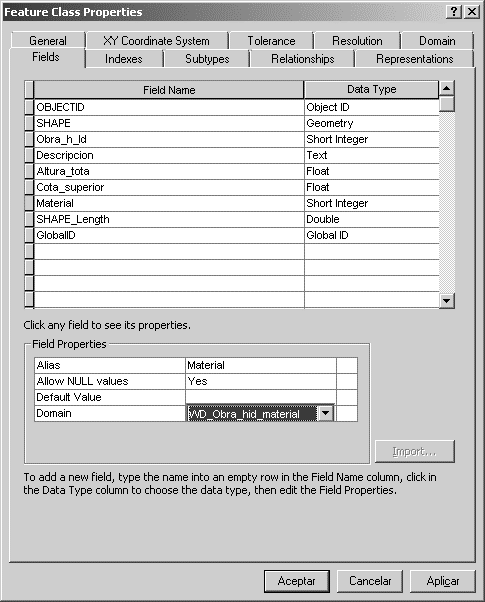 Feature Class Properties
General XY Coordinate System Tolerance Resolution Domain
Fields Indexes Subtypes Relationships Representations
Field Name Data Type
OBJECTID Object ID
SHAPE Geometry
Obra_h_Id Short Integer
Descripcion Text
Altura_tota Float
Cota_superior Float
Material Short Integer
SHAPE_Length Double
GlobalID Global ID
Click any field to see its properties.
Field Properties
Alias Material
Allow NULL values Yes
Default Value
Domain WD_Obra_hid_material
Import...
To add a new field, type the name into an empty row in the Field Name column, click in
the Data Type column to choose the data type, then edit the Field Properties.
Aceptar Cancelar Aplicar